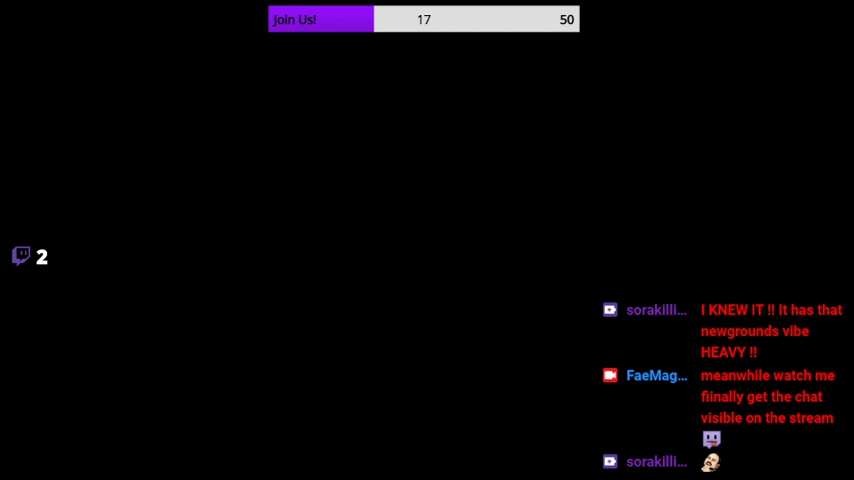 Join Us! 17 50
2
sorakilli... I KNEW IT !! It has that
newgrounds vibe
HEAVY !!
FaeMag... meanwhile watch me
fiinally get the chat
visible on the stream
sorakilli...